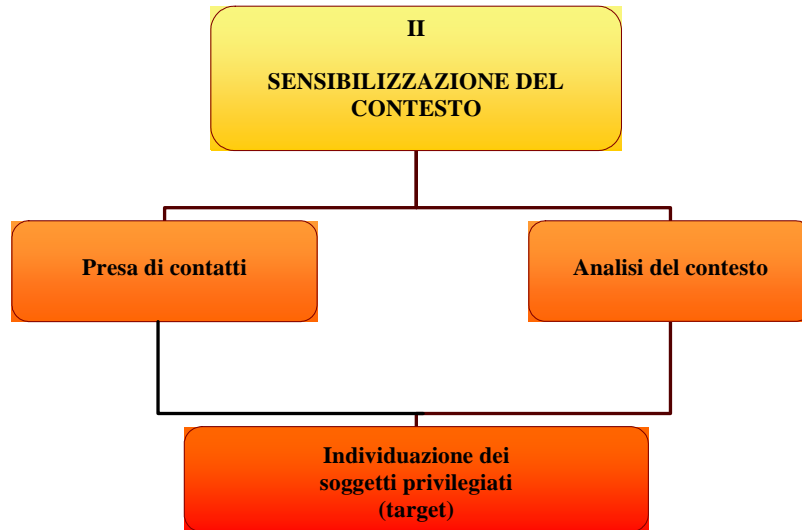 II
SENSIBILIZZAZIONE DEL
CONTESTO
Presa di contatti
Analisi del contesto
Individuazione dei
soggetti privilegiati
(target)